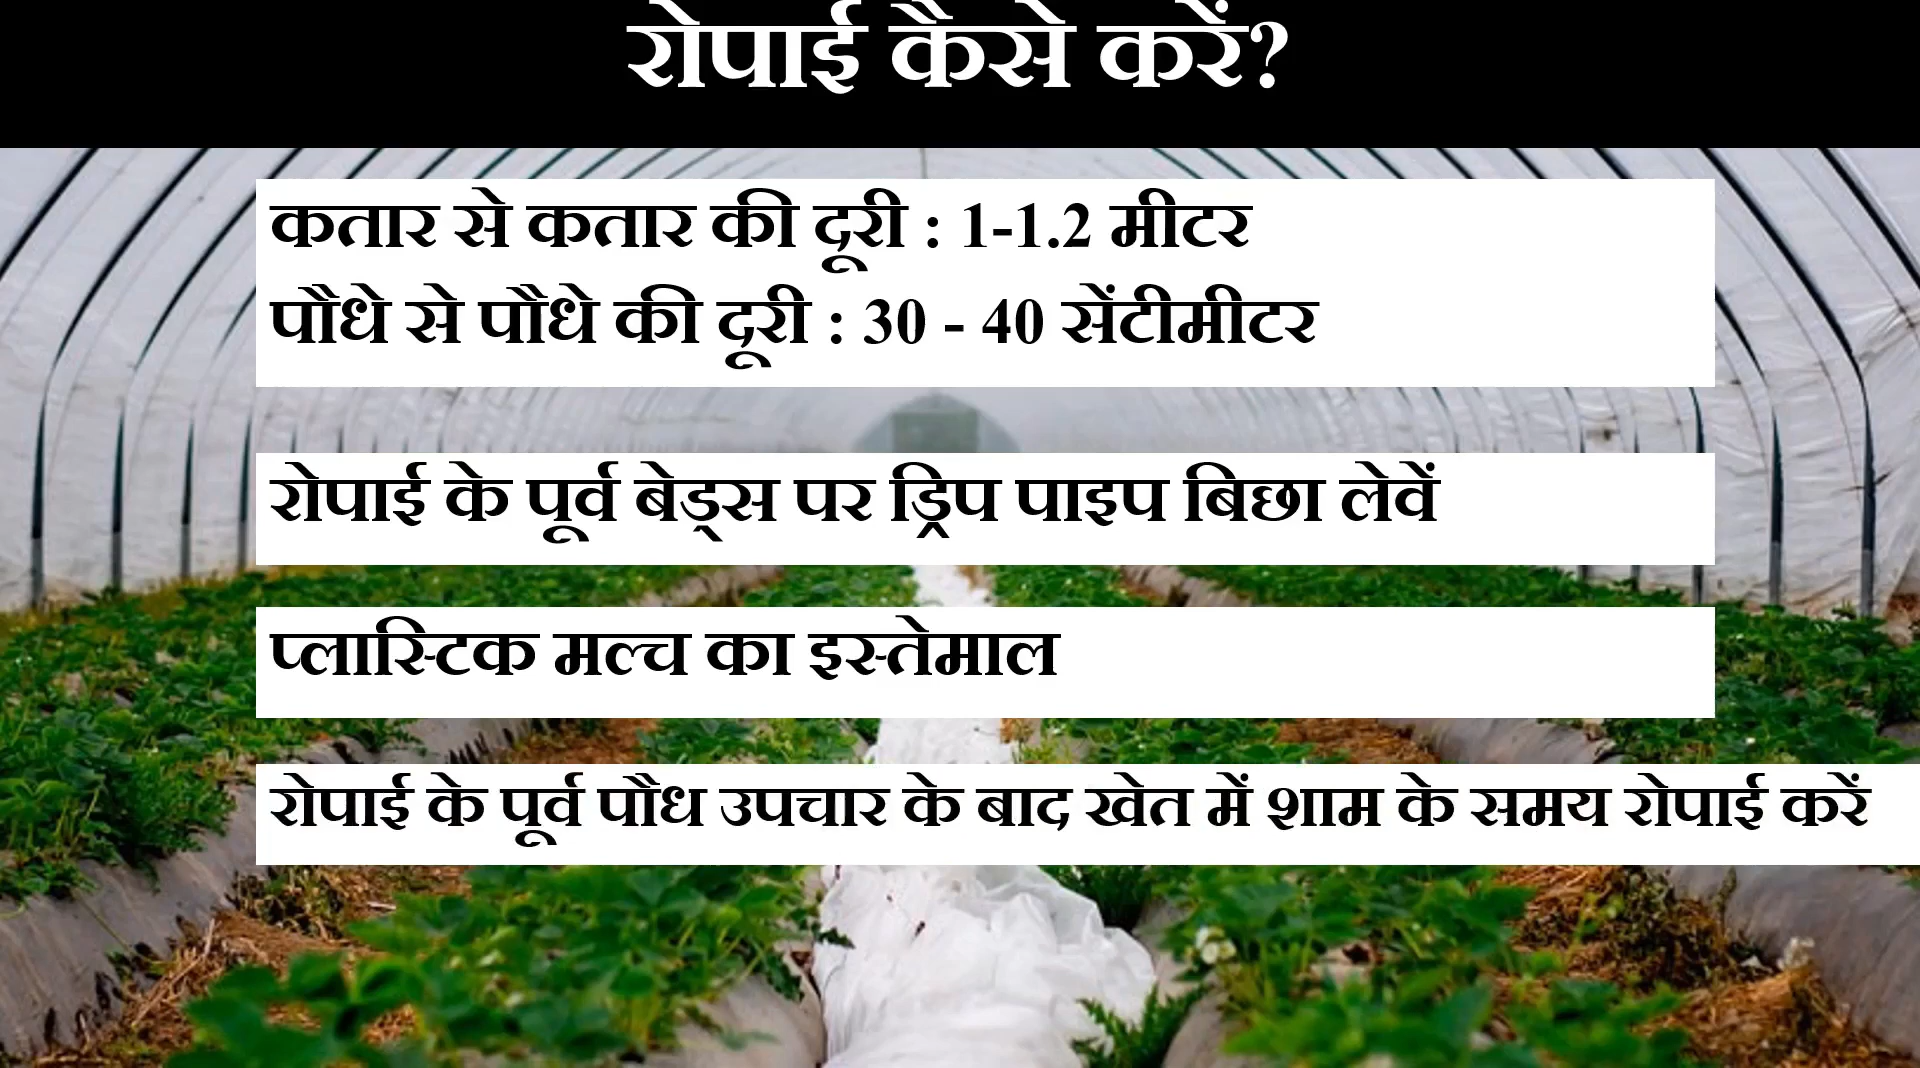 रोपाई कैसे करें?
कतार से कतार की दूरी : 1-1.2 मीटर
पौधे से पौधे की दूरी : 30 - 40 सेंटीमीटर
रोपाई के पूर्व बेड्स पर ड्रिप पाइप बिछा लेवें
प्लास्टिक मल्च का इस्तेमाल
रोपाई के पूर्व पौध उपचार के बाद खेत में शाम के समय रोपाई करें